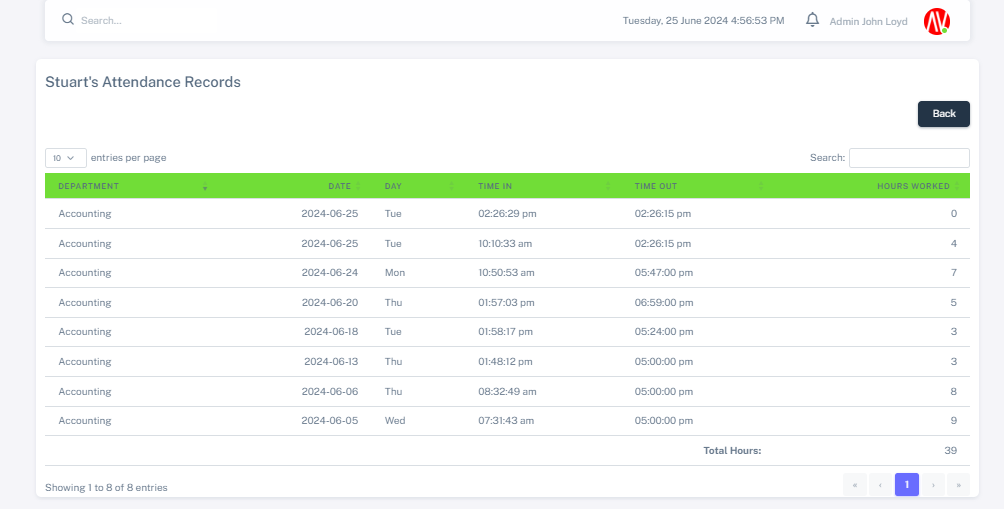 Search... Tuesday, 25 June 2024 4:56:53 PM Admin John Loyd
Stuart's Attendance Records
Back
10 entries per page Search:
DEPARTMENT DATE DAY TIME IN TIME OUT HOURS WORKED
Accounting 2024-06-25 Tue 02:26:29 pm 02:26:15 pm 0
Accounting 2024-06-25 Tue 10:10:33 am 02:26:15 pm 4
Accounting 2024-06-24 Mon 10:50:53 am 05:47:00 pm 7
Accounting 2024-06-20 Thu 01:57:03 pm 06:59:00 pm 5
Accounting 2024-06-18 Tue 01:58:17 pm 05:24:00 pm 3
Accounting 2024-06-13 Thu 01:48:12 pm 05:00:00 pm 3
Accounting 2024-06-06 Thu 08:32:49 am 05:00:00 pm 8
Accounting 2024-06-05 Wed 07:31:43 am 05:00:00 pm 9
Total Hours: 39
Showing 1 to 8 of 8 entries « ‹ 1 › »